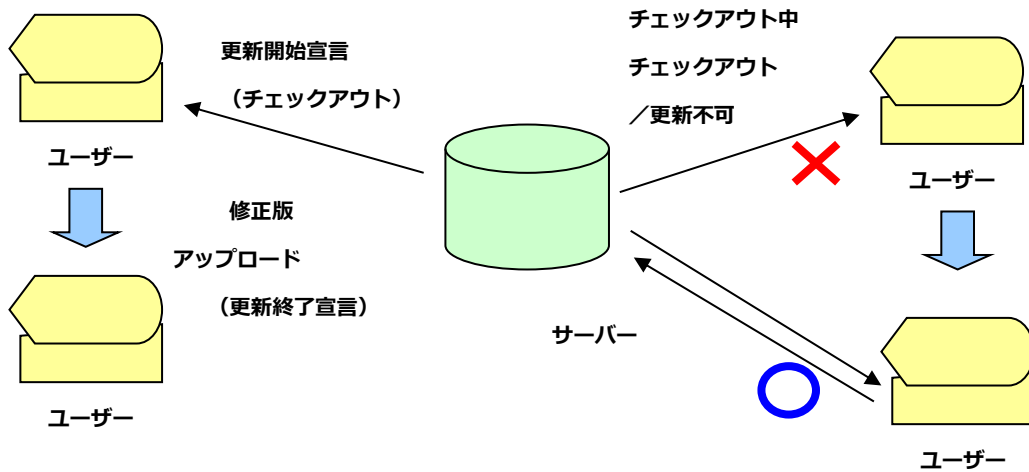 更新開始宣言
（チェックアウト）
ユーザー
修正版
アップロード
（更新終了宣言）
ユーザー
サーバー
チェックアウト中
チェックアウト
／更新不可
ユーザー
ユーザー